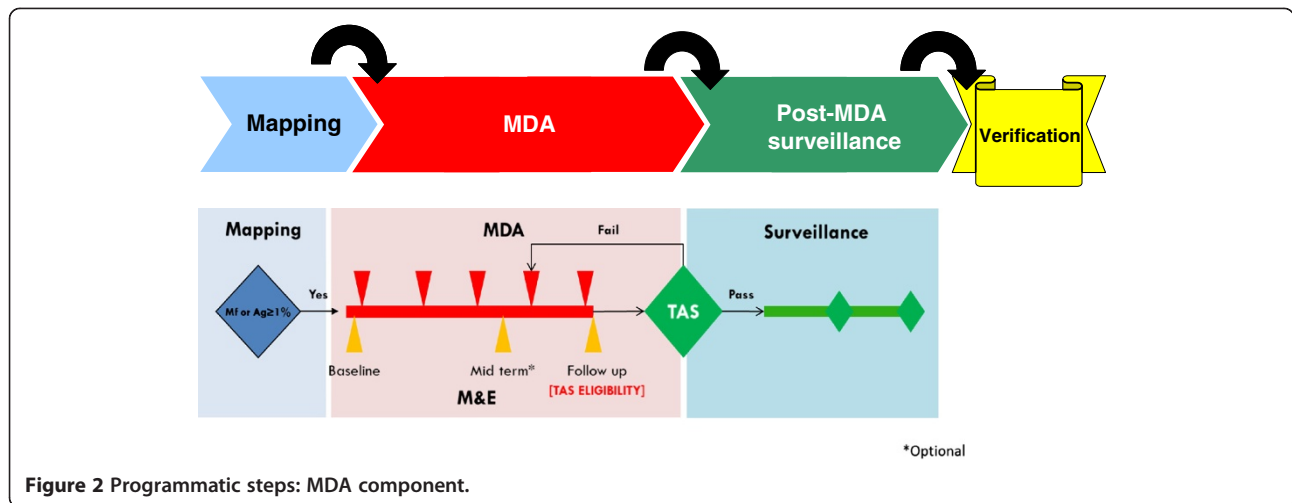 Mapping
MDA
Post-MDA
surveillance
Verification
Mapping
MDA
Fail
Surveillance
Mf or Ag≥1%
Yes
TAS
Pass
Baseline
Mid term*
Follow up
[TAS ELIGIBILITY]
M&E
*Optional
Figure 2 Programmatic steps: MDA component.